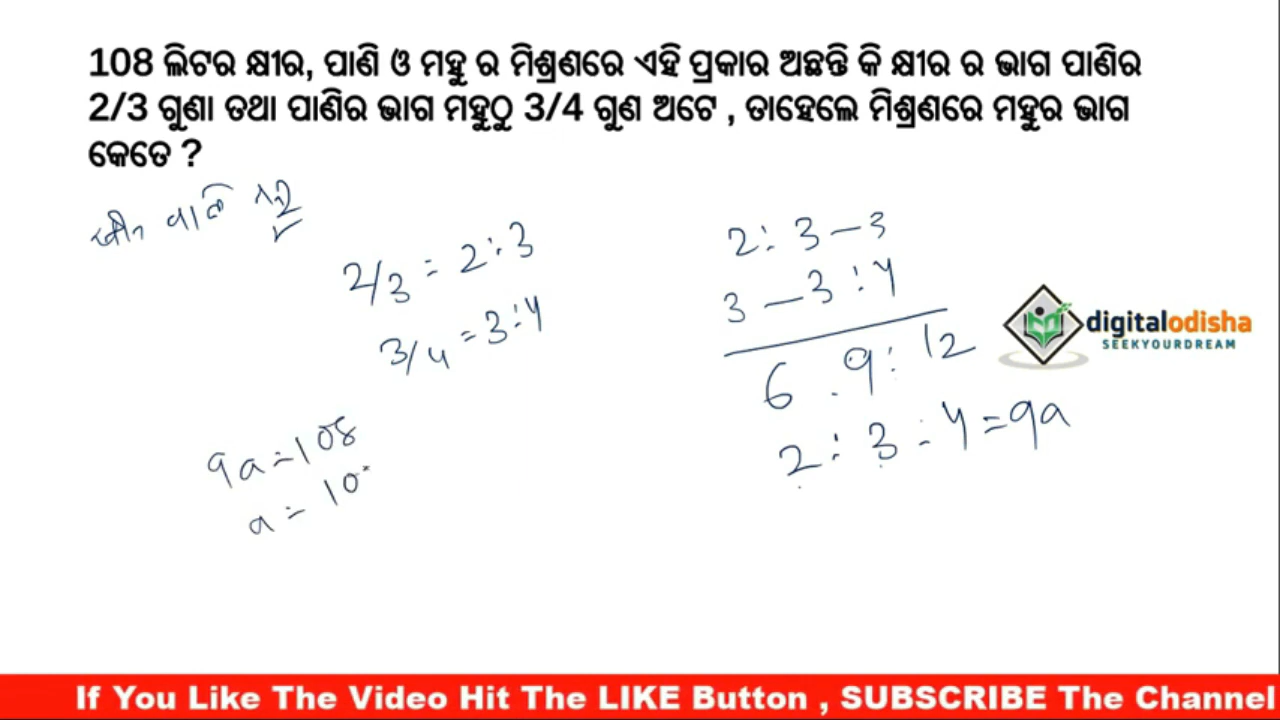 108 ଲିଟର କ୍ଷୀର, ପାଣି ଓ ମହୁ ର ମିଶ୍ରଣରେ ଏହି ପ୍ରକାର ଅଛନ୍ତି କି କ୍ଷୀର ର ଭାଗ ପାଣିର
2/3 ଗୁଣା ତଥା ପାଣିର ଭାଗ ମହୁଠୁ 3/4 ଗୁଣ ଅଟେ , ତାହେଲେ ମିଶ୍ରଣରେ ମହୁର ଭାଗ
କେତେ ?
ପାଣି ମହୁ
2/3 = 2:3
3/4 = 3:4
9a = 108
a = 10
2 : 3 – 3
3 – 3 : 4
6 : 9 : 12
2 : 3 : 4 = 9a
digitalodisha
SEEKYOURDREAM
If You Like The Video Hit The LIKE Button , SUBSCRIBE The Channel